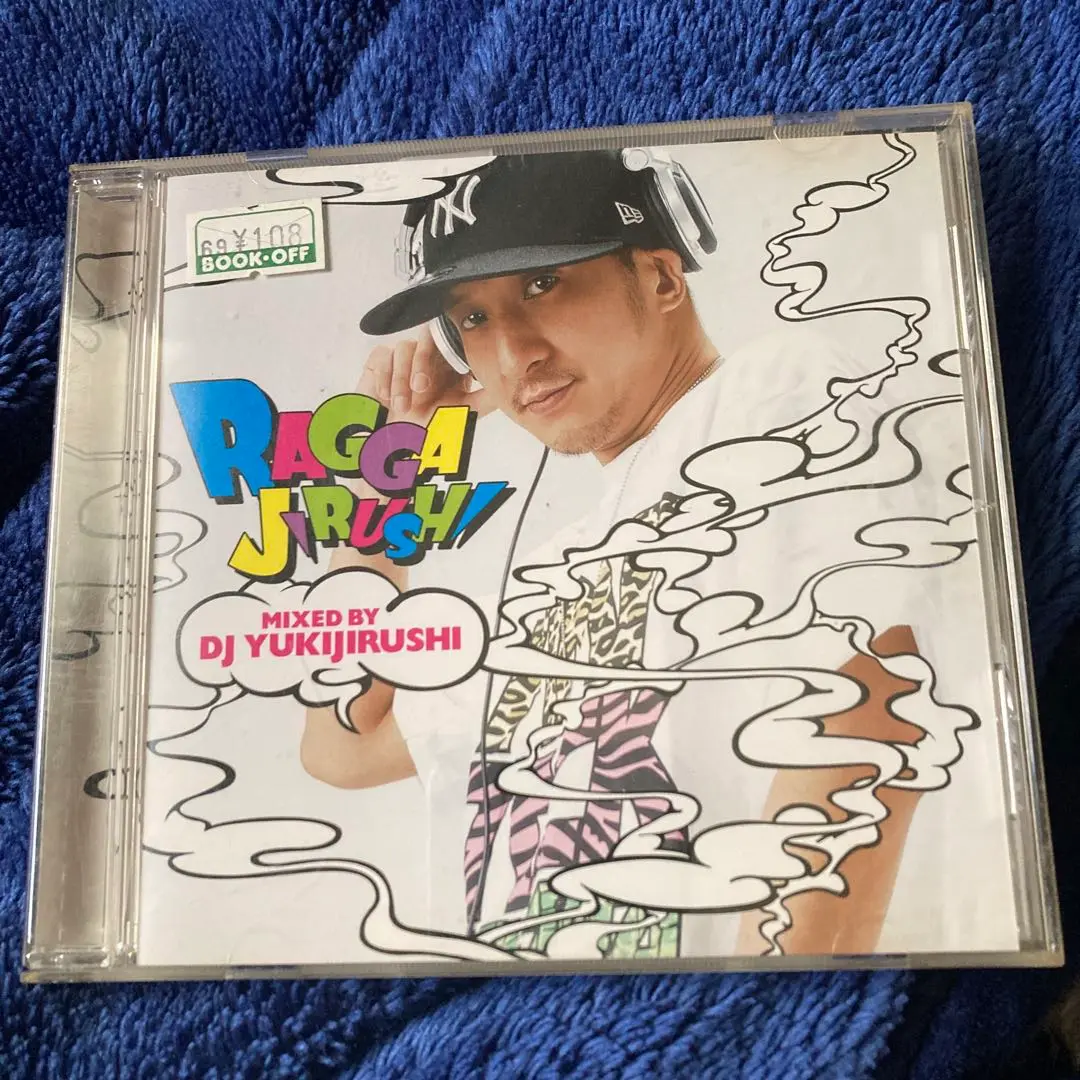 69 ¥108
BOOK·OFF
NY
RAGGA
JIRUSHI
MIXED BY
DJ YUKIJIRUSHI